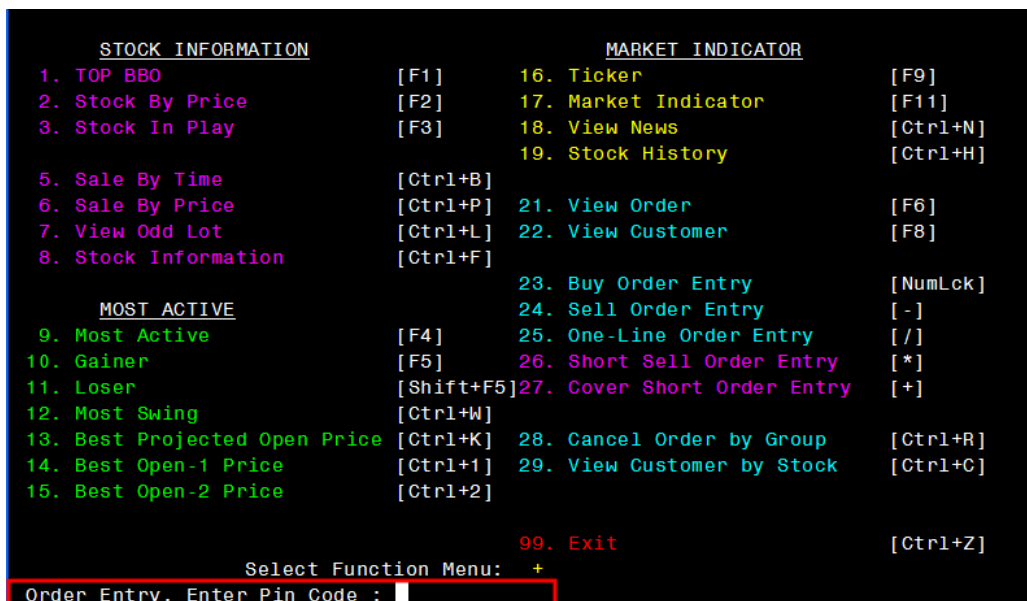 STOCK INFORMATION MARKET INDICATOR
1. TOP BBO [F1] 16. Ticker [F9]
2. Stock By Price [F2] 17. Market Indicator [F11]
3. Stock In Play [F3] 18. View News [Ctrl+N]
19. Stock History [Ctrl+H]
5. Sale By Time [Ctrl+B]
6. Sale By Price [Ctrl+P] 21. View Order [F6]
7. View Odd Lot [Ctrl+L] 22. View Customer [F8]
8. Stock Information [Ctrl+F]
23. Buy Order Entry [NumLck]
MOST ACTIVE 24. Sell Order Entry [-]
9. Most Active [F4] 25. One-Line Order Entry [/]
10. Gainer [F5] 26. Short Sell Order Entry [*]
11. Loser [Shift+F5] 27. Cover Short Order Entry [+]
12. Most Swing [Ctrl+W]
13. Best Projected Open Price [Ctrl+K] 28. Cancel Order by Group [Ctrl+R]
14. Best Open-1 Price [Ctrl+1] 29. View Customer by Stock [Ctrl+C]
15. Best Open-2 Price [Ctrl+2]
99. Exit [Ctrl+Z]
Select Function Menu: +
Order Entry, Enter Pin Code :